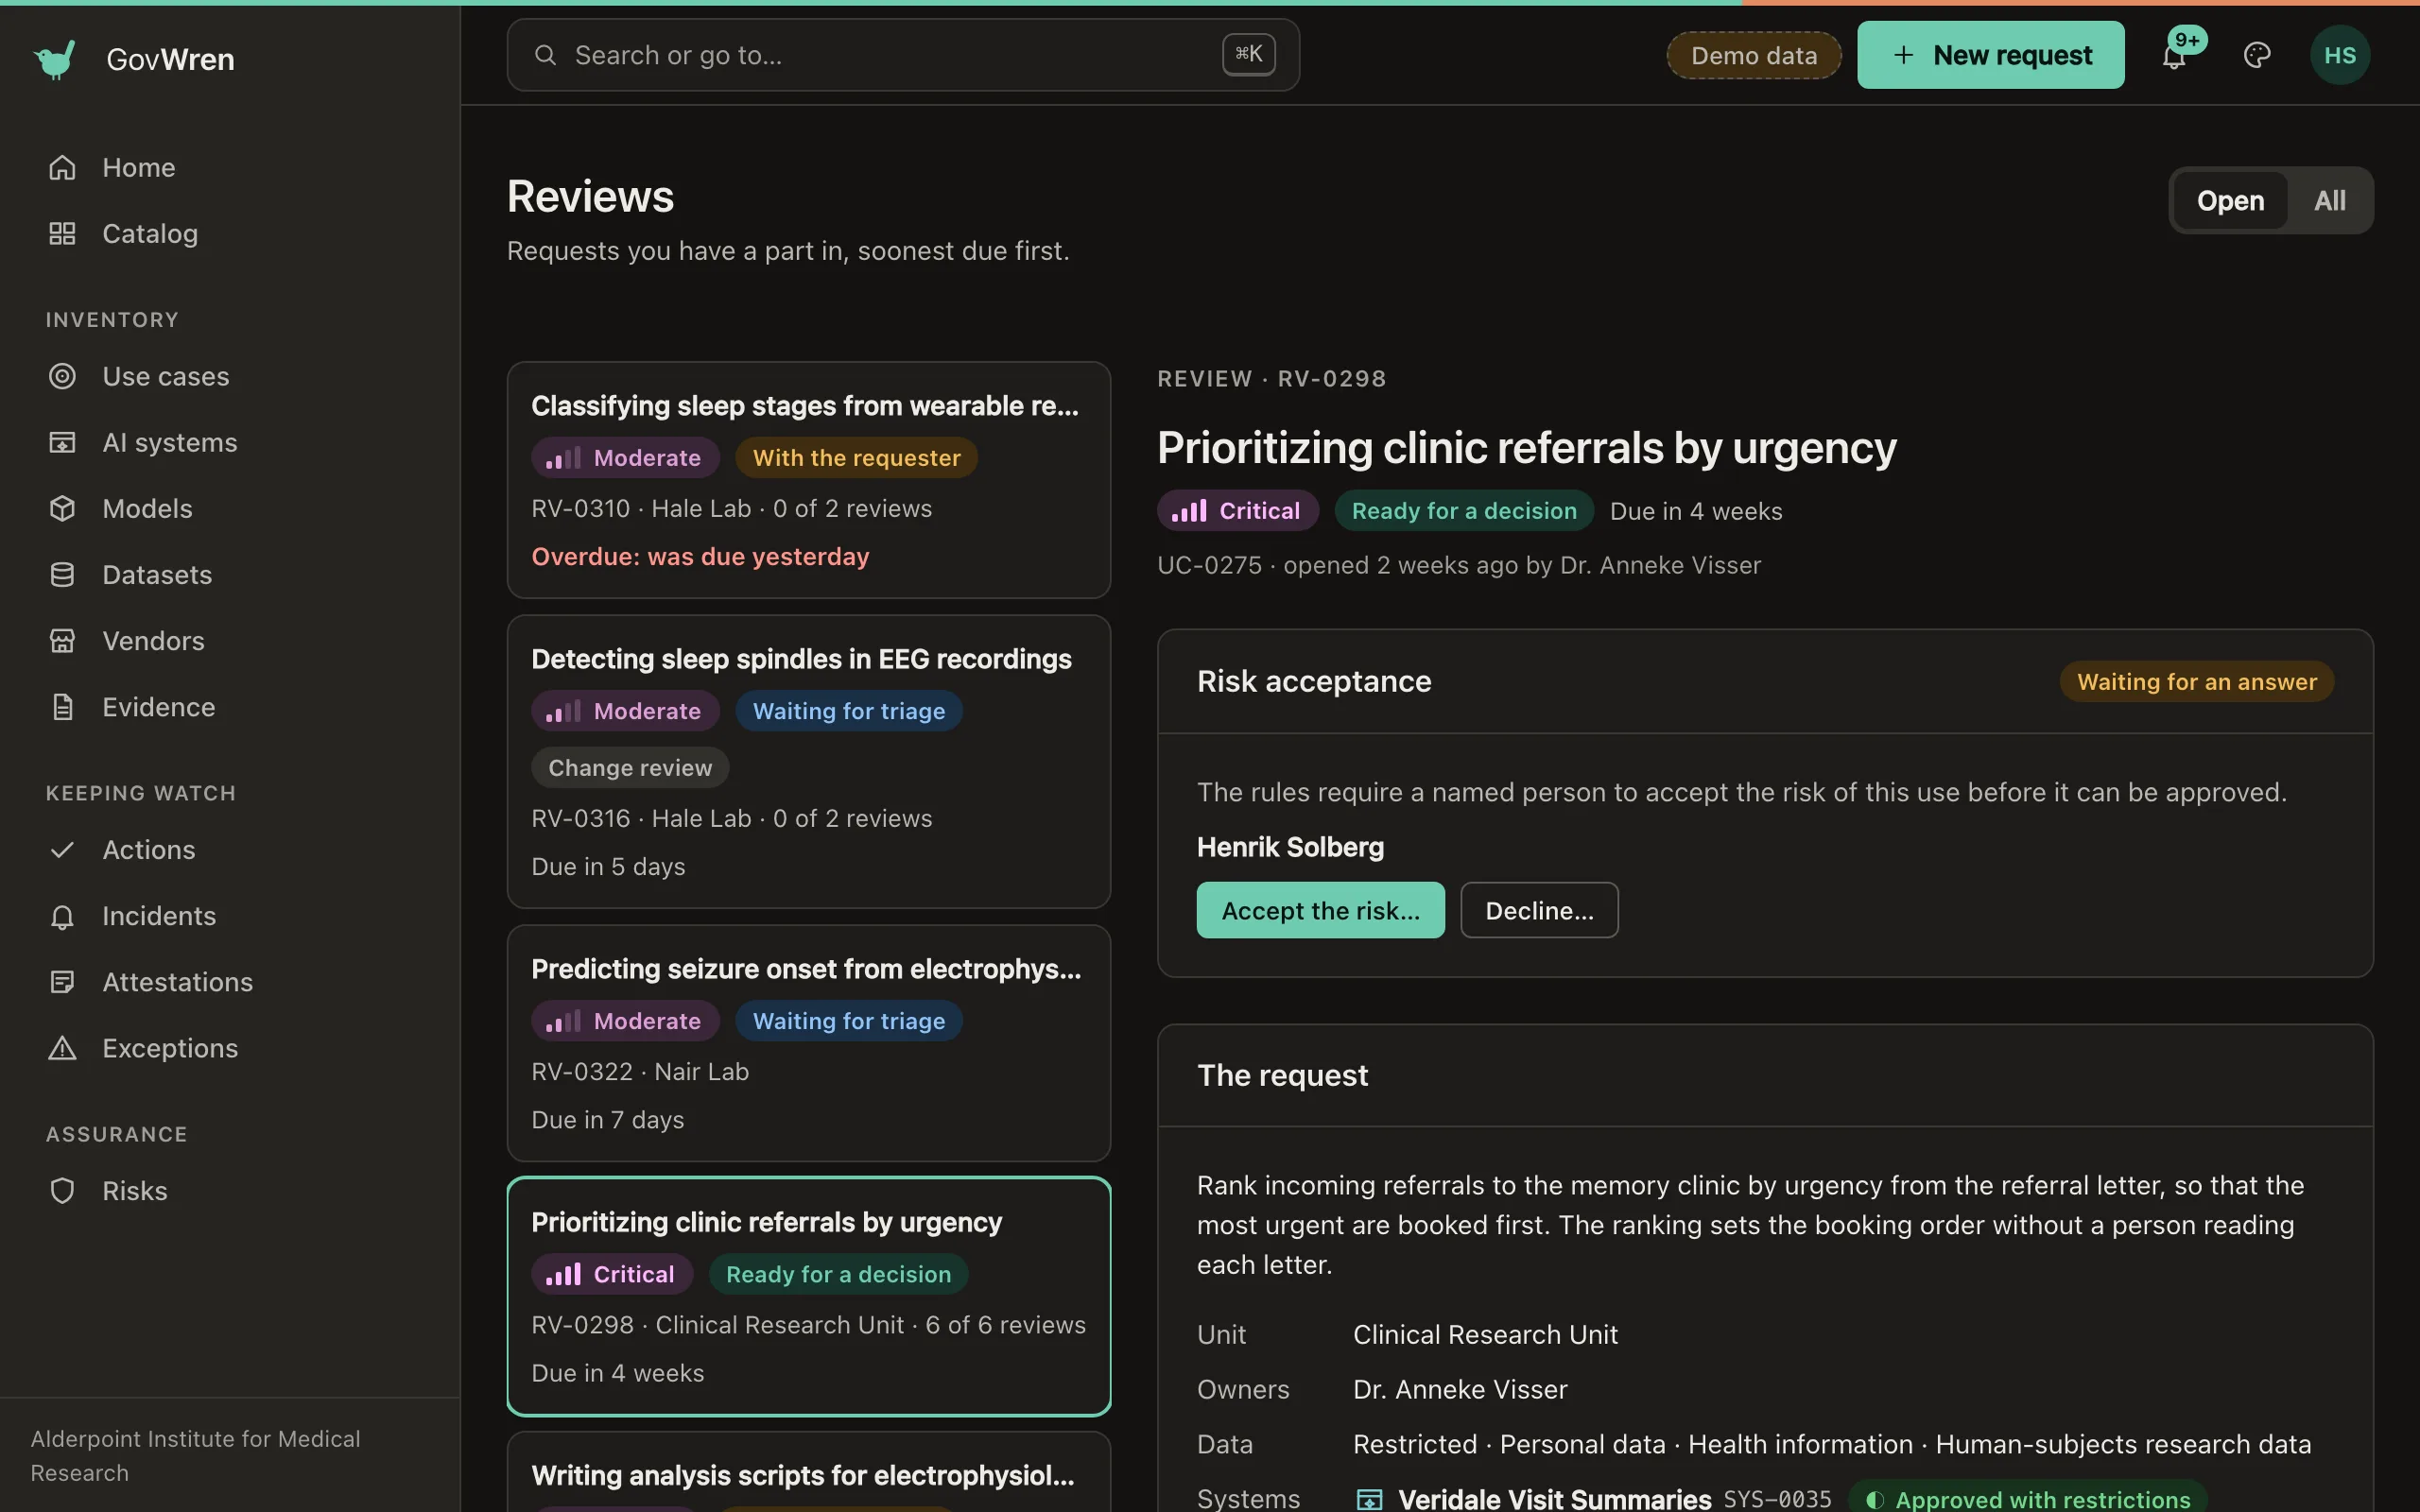 GovWren
Search or go to...
⌘K
Demo data
New request
9+
HS
Home
Catalog
INVENTORY
Use cases
AI systems
Models
Datasets
Vendors
Evidence
KEEPING WATCH
Actions
Incidents
Attestations
Exceptions
ASSURANCE
Risks
Alderpoint Institute for Medical
Research
Reviews
Requests you have a part in, soonest due first.
Open
All
Classifying sleep stages from wearable re...
Moderate
With the requester
RV-0310 · Hale Lab · 0 of 2 reviews
Overdue: was due yesterday
Detecting sleep spindles in EEG recordings
Moderate
Waiting for triage
Change review
RV-0316 · Hale Lab · 0 of 2 reviews
Due in 5 days
Predicting seizure onset from electrophys...
Moderate
Waiting for triage
RV-0322 · Nair Lab
Due in 7 days
Prioritizing clinic referrals by urgency
Critical
Ready for a decision
RV-0298 · Clinical Research Unit · 6 of 6 reviews
Due in 4 weeks
Writing analysis scripts for electrophysiol...
REVIEW · RV-0298
Prioritizing clinic referrals by urgency
Critical
Ready for a decision
Due in 4 weeks
UC-0275 · opened 2 weeks ago by Dr. Anneke Visser
Risk acceptance
Waiting for an answer
The rules require a named person to accept the risk of this use before it can be approved.
Henrik Solberg
Accept the risk...
Decline...
The request
Rank incoming referrals to the memory clinic by urgency from the referral letter, so that the
most urgent are booked first. The ranking sets the booking order without a person reading
each letter.
Unit
Clinical Research Unit
Owners
Dr. Anneke Visser
Data
Restricted · Personal data · Health information · Human-subjects research data
Systems
Veridale Visit Summaries SYS-0035
Approved with restrictions